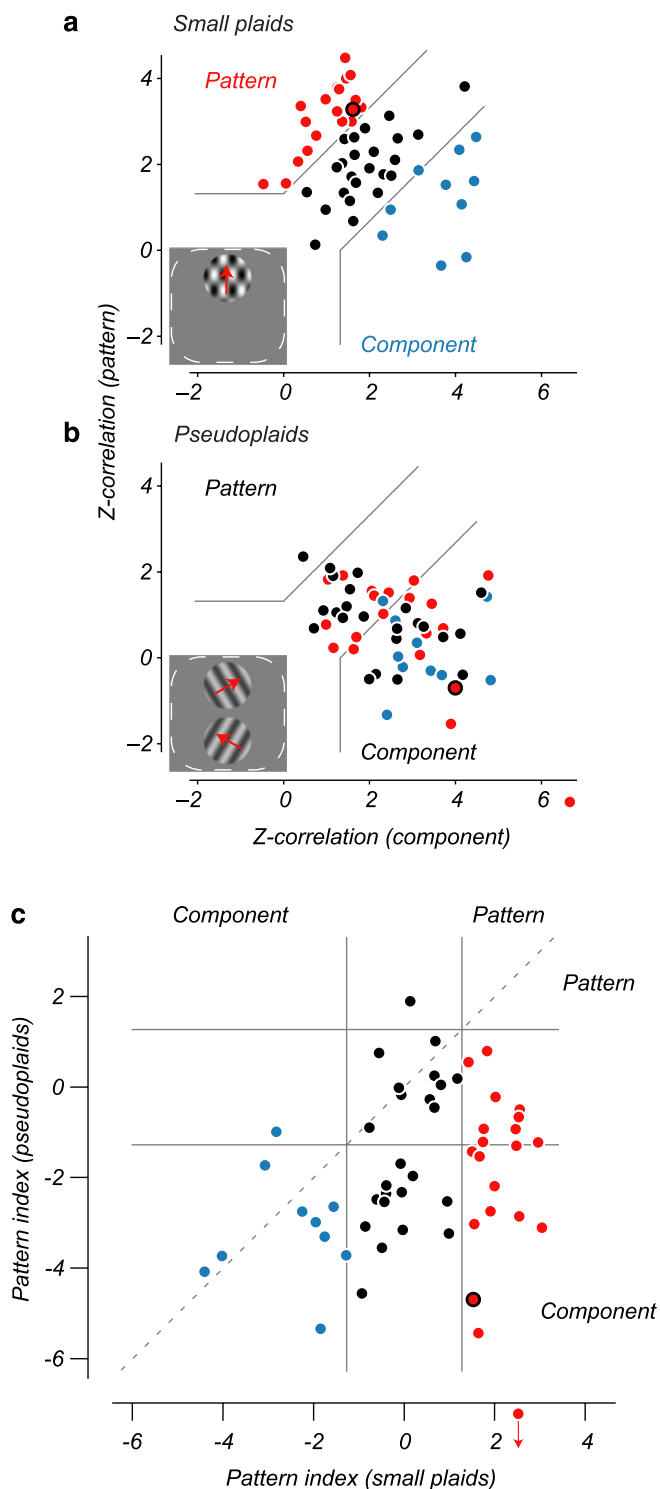 a Small plaids
Pattern
4
2
0
–2
Component
–2 0 2 4 6
Z-correlation (pattern)
b Pseudoplaids
Pattern
4
2
0
–2
Component
–2 0 2 4 6
Z-correlation (component)
c
Component Pattern
Pattern
2
0
-2
-4
-6
Component
Pattern index (pseudoplaids)
-6 -4 -2 0 2 4
Pattern index (small plaids)